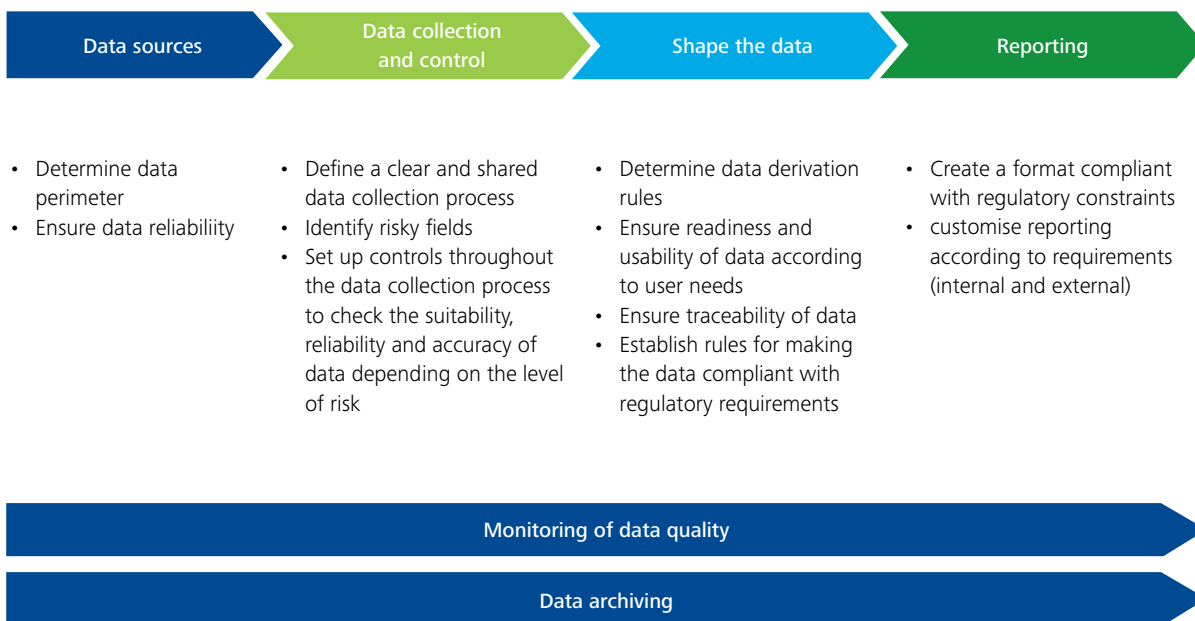 Data sources
Data collection
and control
Shape the data
Reporting
• Determine data
perimeter
• Ensure data reliabiliity
• Define a clear and shared
data collection process
• Identify risky fields
• Set up controls throughout
the data collection process
to check the suitability,
reliability and accuracy of
data depending on the level
of risk
• Determine data derivation
rules
• Ensure readiness and
usability of data according
to user needs
• Ensure traceability of data
• Establish rules for making
the data compliant with
regulatory requirements
• Create a format compliant
with regulatory constraints
• customise reporting
according to requirements
(internal and external)
Monitoring of data quality
Data archiving